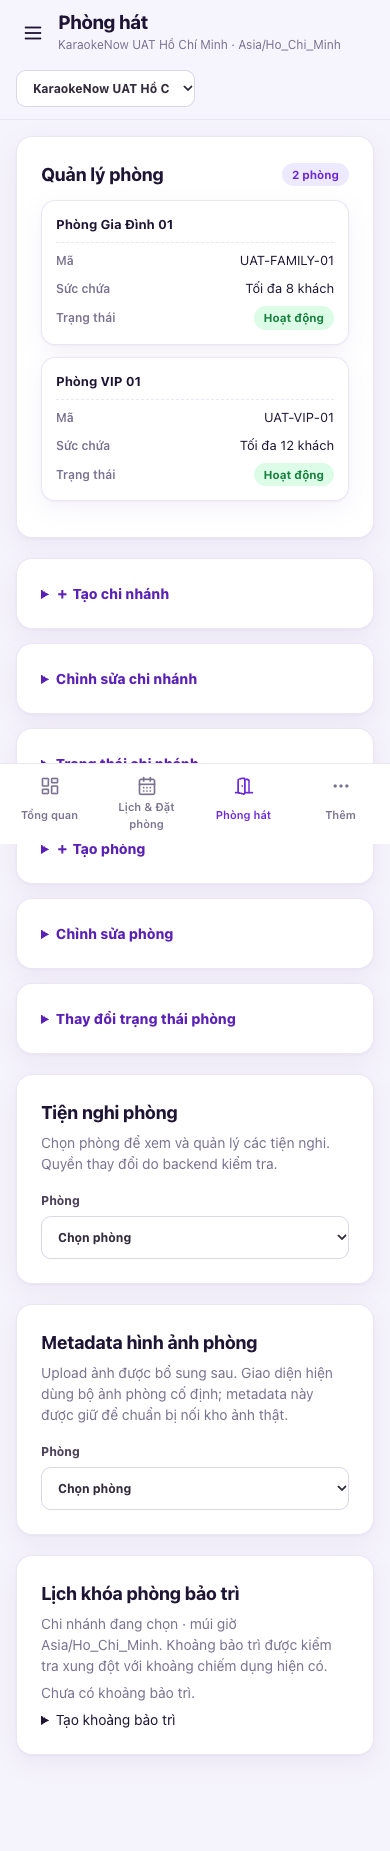 Phòng hát
KaraokeNow UAT Hồ Chí Minh · Asia/Ho_Chi_Minh
KaraokeNow UAT Hồ C
Quản lý phòng
2 phòng
Phòng Gia Đình 01
Mã UAT-FAMILY-01
Sức chứa Tối đa 8 khách
Trạng thái Hoạt động
Phòng VIP 01
Mã UAT-VIP-01
Sức chứa Tối đa 12 khách
Trạng thái Hoạt động
+ Tạo chi nhánh
Chỉnh sửa chi nhánh
Trạng thái chi nhánh
Tổng quan
Lịch & Đặt
phòng
Phòng hát
Thêm
+ Tạo phòng
Chỉnh sửa phòng
Thay đổi trạng thái phòng
Tiện nghi phòng
Chọn phòng để xem và quản lý các tiện nghi.
Quyền thay đổi do backend kiểm tra.
Phòng
Chọn phòng
Metadata hình ảnh phòng
Upload ảnh được bổ sung sau. Giao diện hiện
dùng bộ ảnh phòng cố định; metadata này
được giữ để chuẩn bị nối kho ảnh thật.
Phòng
Chọn phòng
Lịch khóa phòng bảo trì
Chi nhánh đang chọn · múi giờ
Asia/Ho_Chi_Minh. Khoảng bảo trì được kiểm
tra xung đột với khoảng chiếm dụng hiện có.
Chưa có khoảng bảo trì.
Tạo khoảng bảo trì